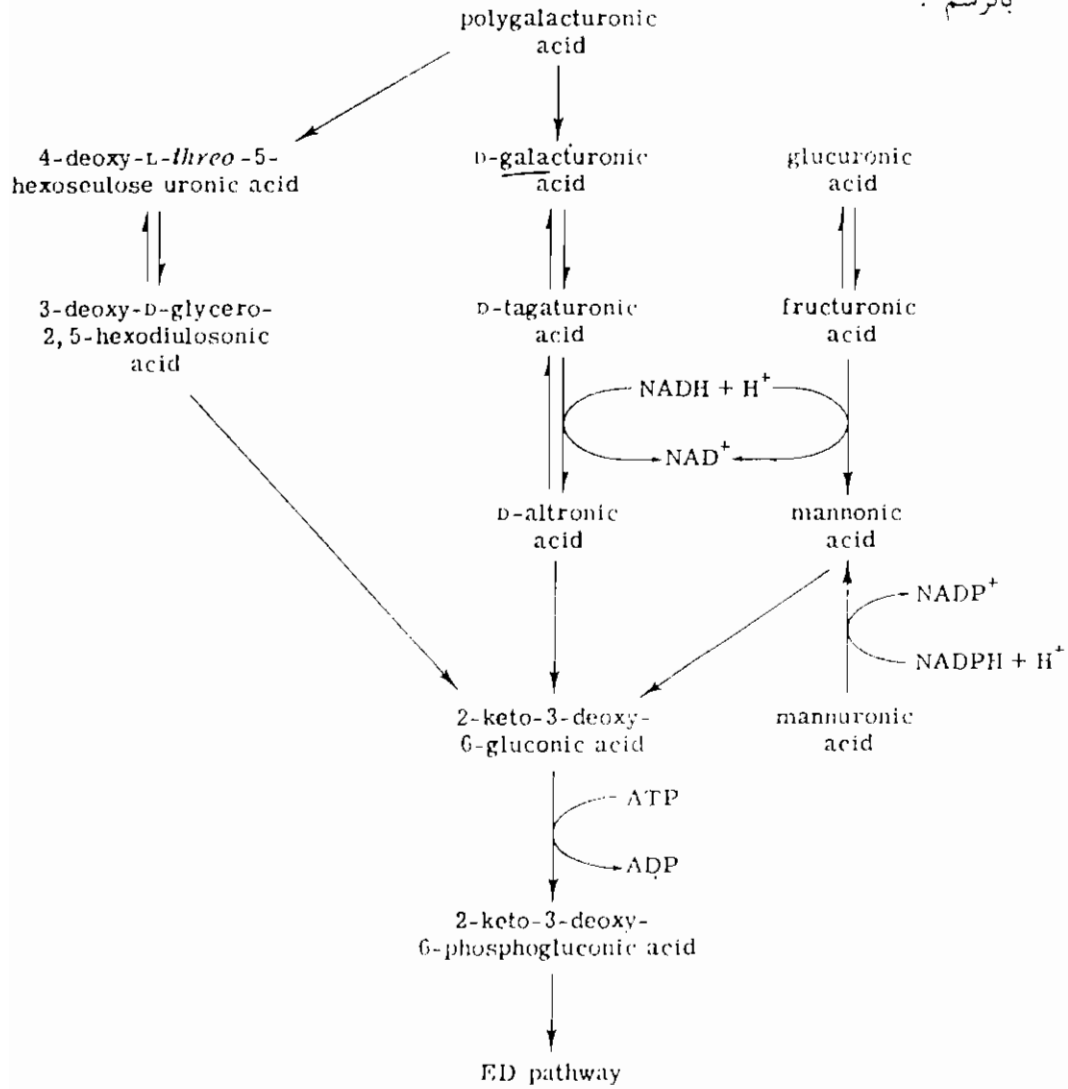 بالرسم :
polygalacturonic
acid
4-deoxy-L-threo-5-
hexosculose uronic acid
D-galacturonic
acid
glucuronic
acid
3-deoxy-D-glycero-
2,5-hexodiulosonic
acid
D-tagaturonic
acid
fructuronic
acid
NADH + H⁺
NAD⁺
D-altronic
acid
mannonic
acid
NADP⁺
NADPH + H⁺
2-keto-3-deoxy-
6-gluconic acid
mannuronic
acid
ATP
ADP
2-keto-3-deoxy-
6-phosphogluconic acid
ED pathway